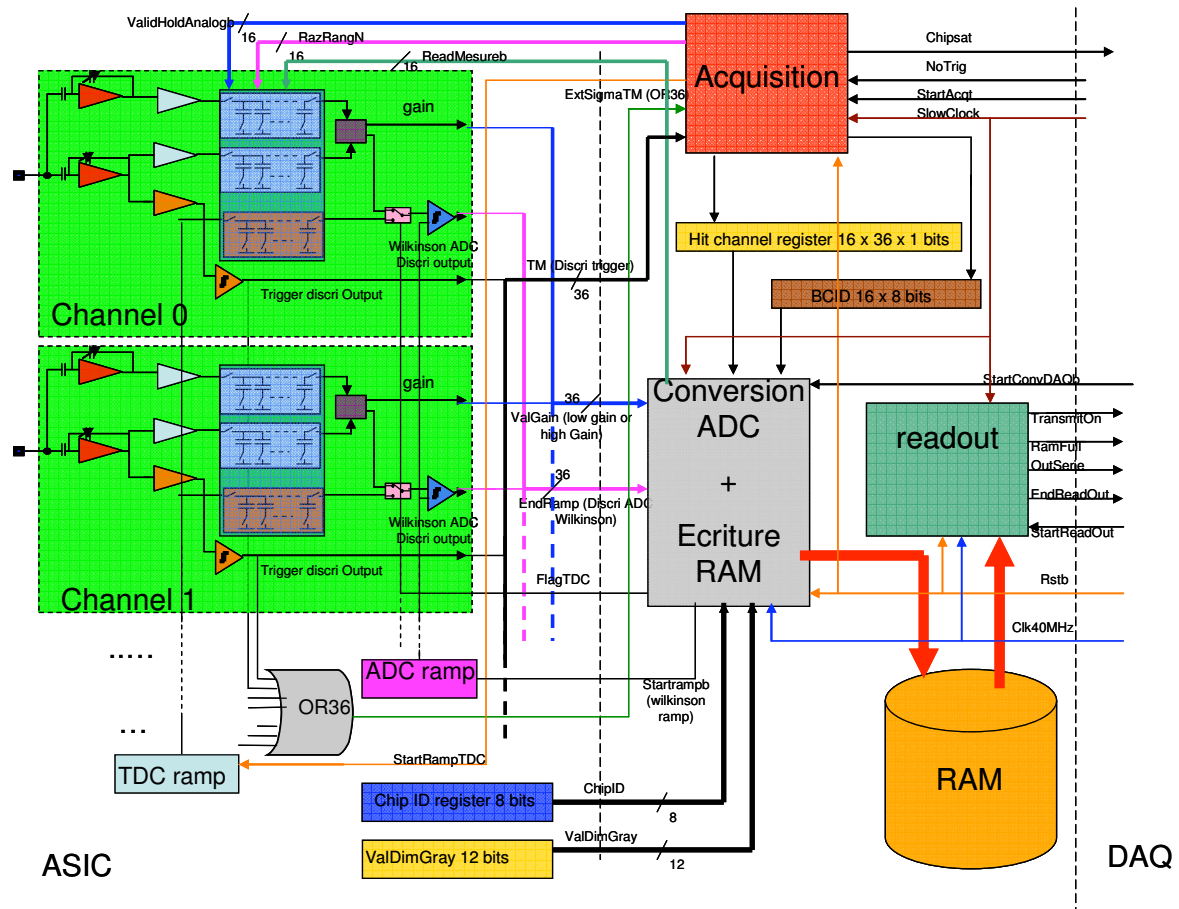 ValidHoldAnalogb
16
RazRangN
16
ReadMesureb
16
Acquisition
Chipsat
NoTrig
StartAcqt
SlowClock
ExtSigmaTM (OR36)
gain
Wilkinson ADC
Discri output
Trigger discri Output
Channel 0
TM (Discri trigger)
36
Hit channel register 16 x 36 x 1 bits
BCID 16 x 8 bits
gain
Wilkinson ADC
Discri output
Trigger discri Output
Channel 1
36
ValGain (low gain or
high Gain)
36
EndRamp (Discri ADC
Wilkinson)
FlagTDC
Conversion
ADC
+
Ecriture
RAM
StartConvDAQb
readout
TransmitOn
RamFull
OutSerie
EndReadOut
StartReadOut
Rstb
Clk40MHz
.....
...
ADC ramp
Startrampb
(wilkinson
ramp)
OR36
StartRampTDC
TDC ramp
RAM
Chip ID register 8 bits
ChipID
8
ValDimGray 12 bits
ValDimGray
12
ASIC
DAQ